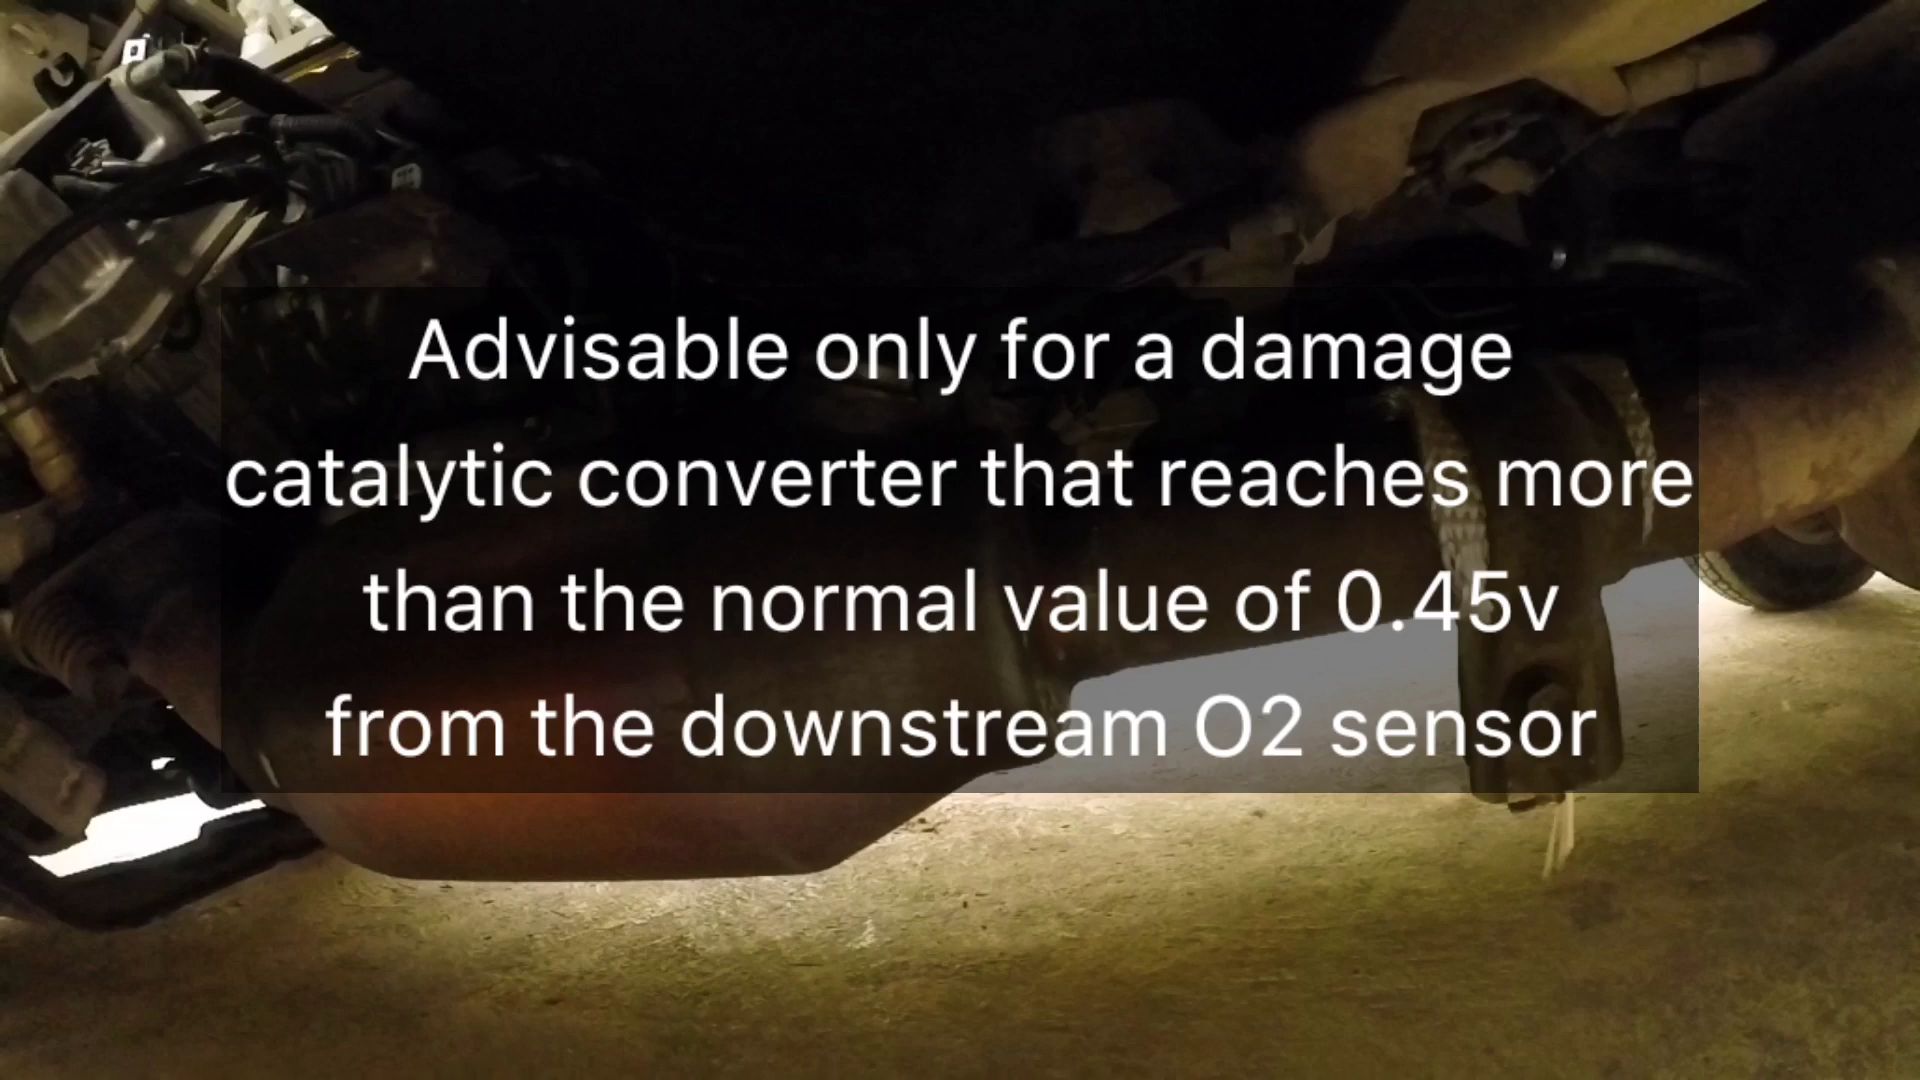 Advisable only for a damage
catalytic converter that reaches more
than the normal value of 0.45v
from the downstream O2 sensor